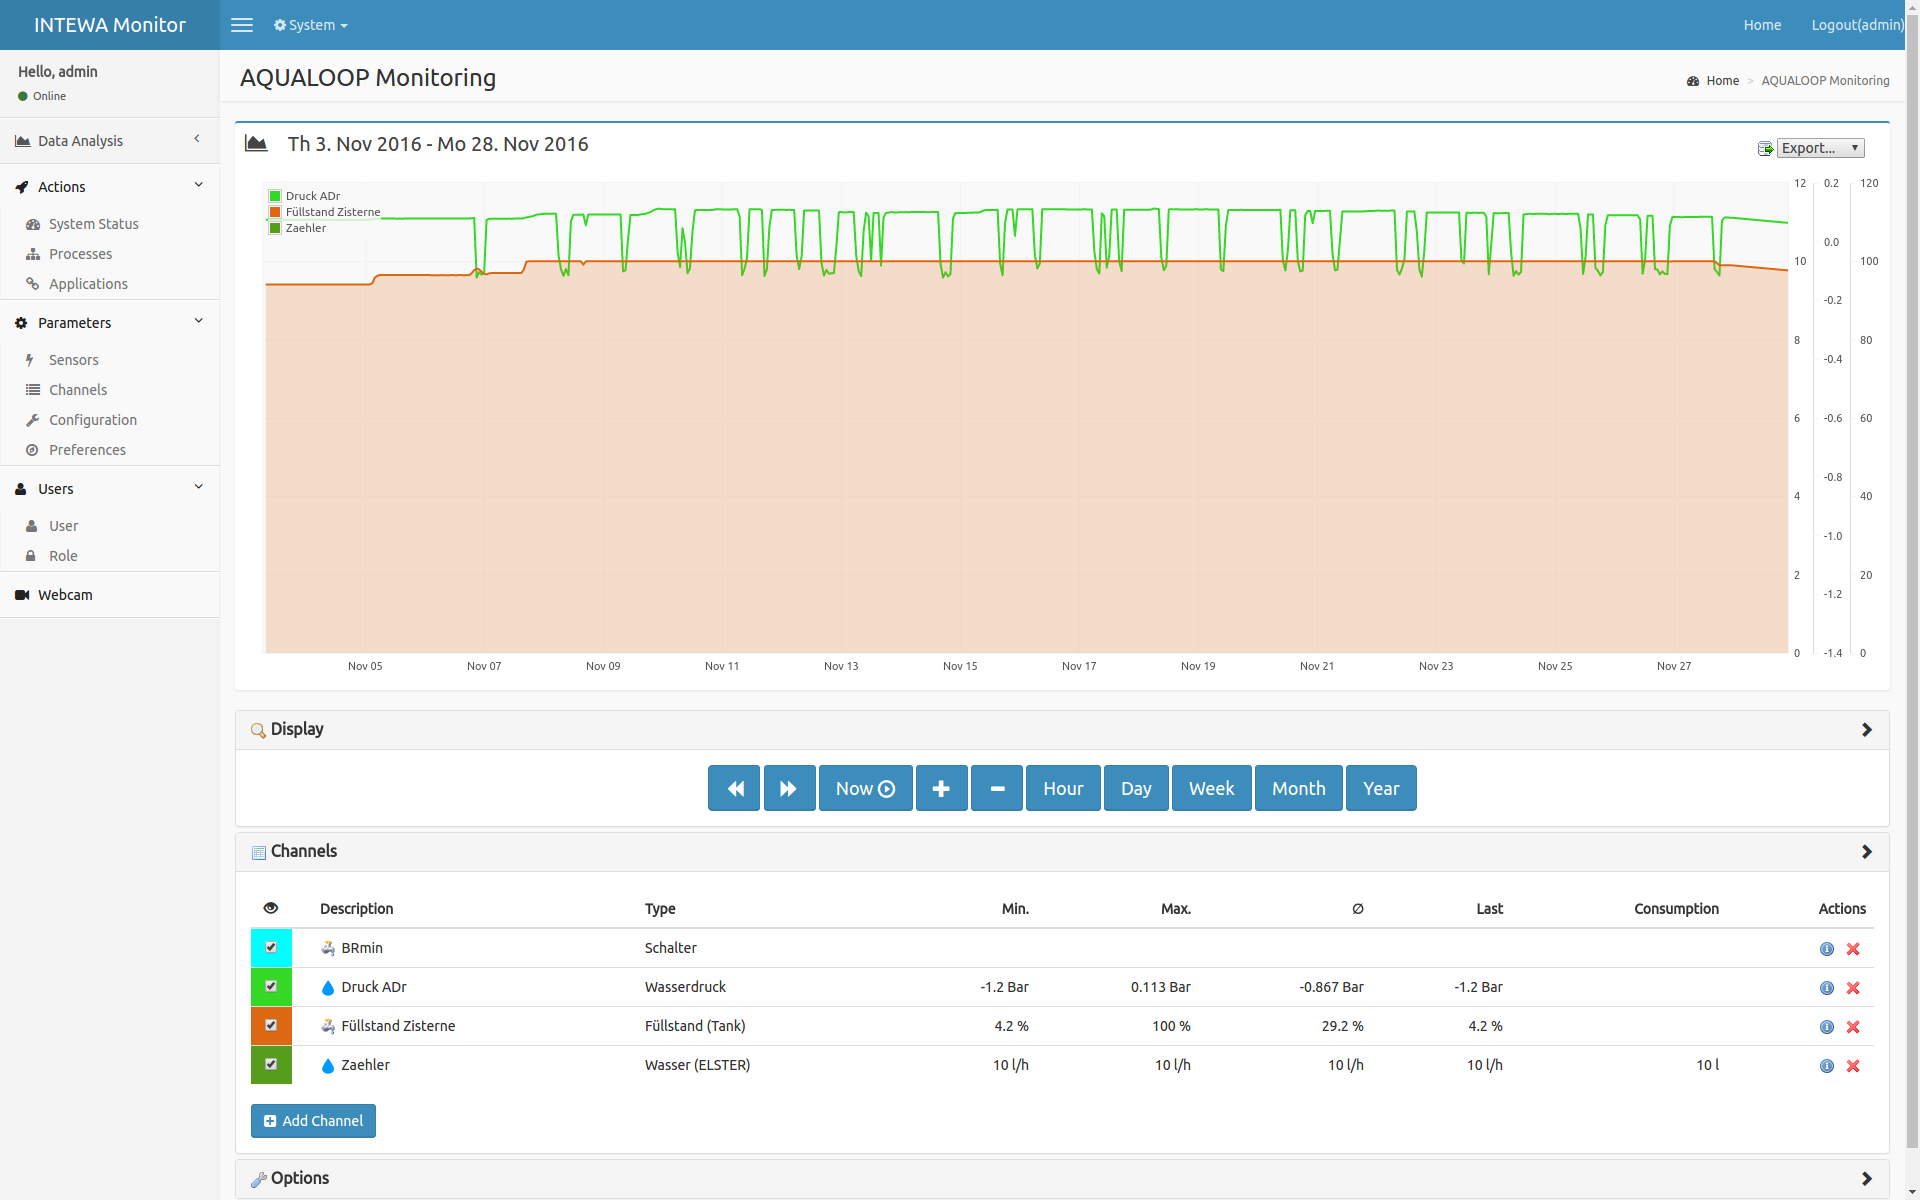 INTEWA Monitor
System
Home
Logout(admin)
Hello, admin
Online
Data Analysis
Actions
System Status
Processes
Applications
Parameters
Sensors
Channels
Configuration
Preferences
Users
User
Role
Webcam
AQUALOOP Monitoring
Home > AQUALOOP Monitoring
Th 3. Nov 2016 - Mo 28. Nov 2016
Export...
Druck ADr
Füllstand Zisterne
Zaehler
12 0.2 120
0.0
10 100
-0.2
8 80
-0.4
6 -0.6 60
-0.8
4 40
-1.0
2 20
-1.2
0 -1.4 0
Nov 05 Nov 07 Nov 09 Nov 11 Nov 13 Nov 15 Nov 17 Nov 19 Nov 21 Nov 23 Nov 25 Nov 27
Display
Now + - Hour Day Week Month Year
Channels
Description Type Min. Max. ∅ Last Consumption Actions
BRmin Schalter
Druck ADr Wasserdruck -1.2 Bar 0.113 Bar -0.867 Bar -1.2 Bar
Füllstand Zisterne Füllstand (Tank) 4.2 % 100 % 29.2 % 4.2 %
Zaehler Wasser (ELSTER) 10 l/h 10 l/h 10 l/h 10 l/h 10 l
Add Channel
Options